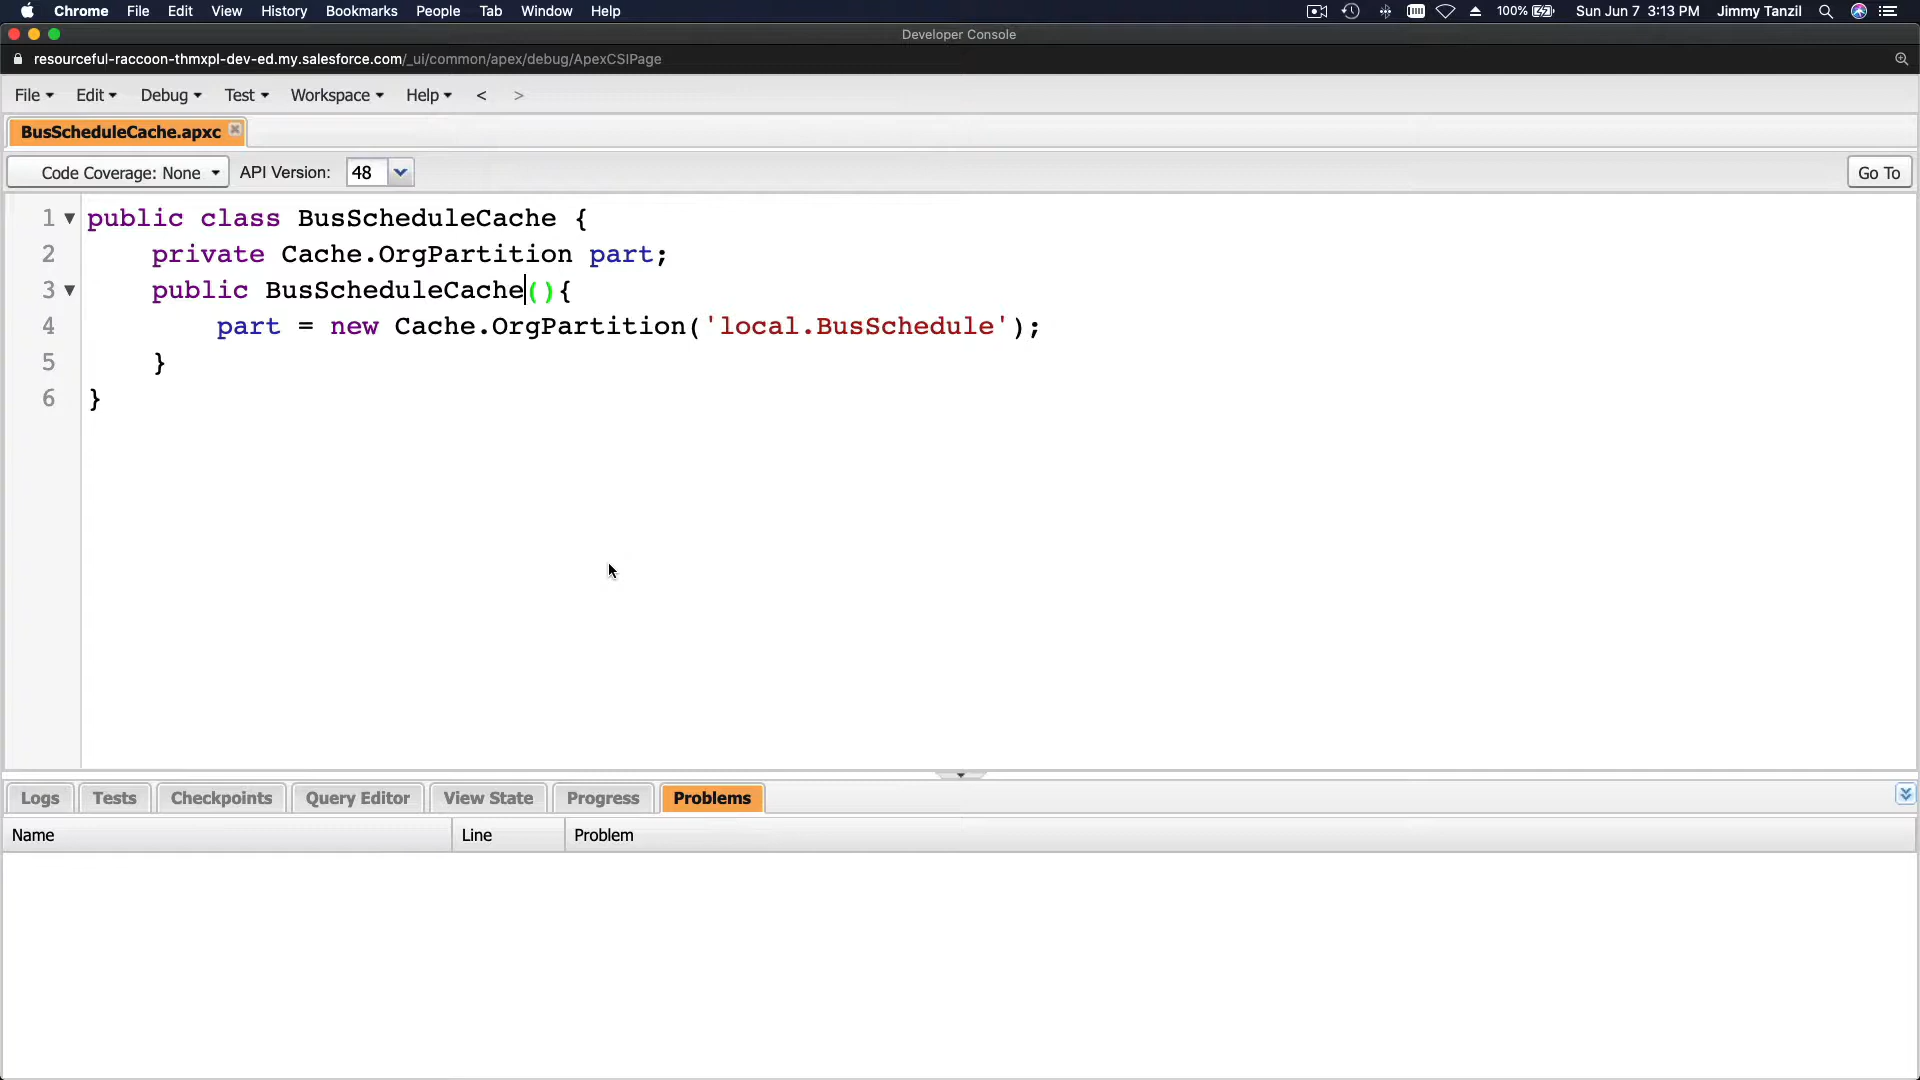 Chrome File Edit View History Bookmarks People Tab Window Help 100% Sun Jun 7 3:13 PM Jimmy Tanzil
Developer Console
resourceful-raccoon-thmxpl-dev-ed.my.salesforce.com/_ui/common/apex/debug/ApexCSIPage
File Edit Debug Test Workspace Help < >
BusScheduleCache.apxc
Code Coverage: None API Version: 48 Go To
1 public class BusScheduleCache {
2 private Cache.OrgPartition part;
3 public BusScheduleCache(){
4 part = new Cache.OrgPartition('local.BusSchedule');
5 }
6 }
Logs Tests Checkpoints Query Editor View State Progress Problems
Name Line Problem